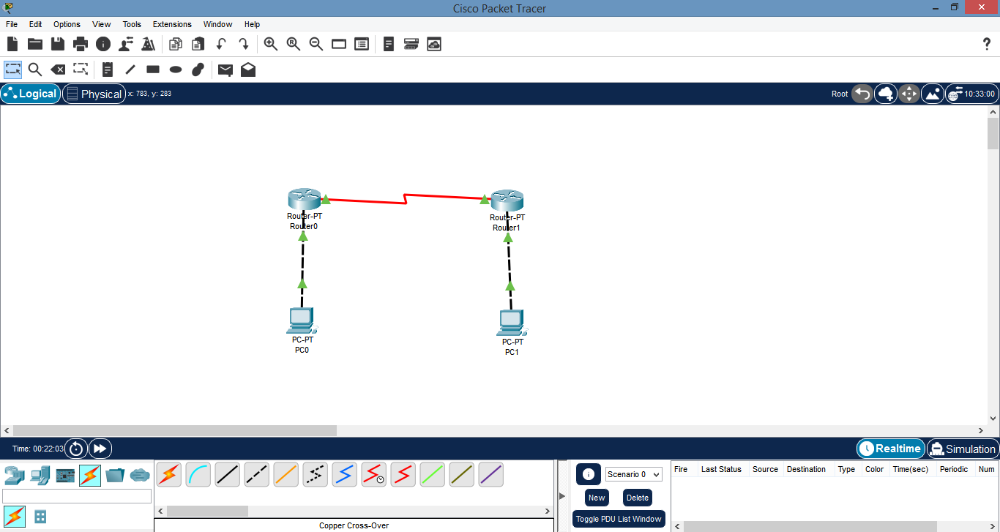 Cisco Packet Tracer
File Edit Options View Tools Extensions Window Help
?
Logical Physical x: 783, y: 283 Root 10:33:00
Router-PT
Router0
Router-PT
Router1
PC-PT
PC0
PC-PT
PC1
Time: 00:22:03 Realtime Simulation
Scenario 0
New Delete
Toggle PDU List Window
Fire Last Status Source Destination Type Color Time(sec) Periodic Num
Copper Cross-Over